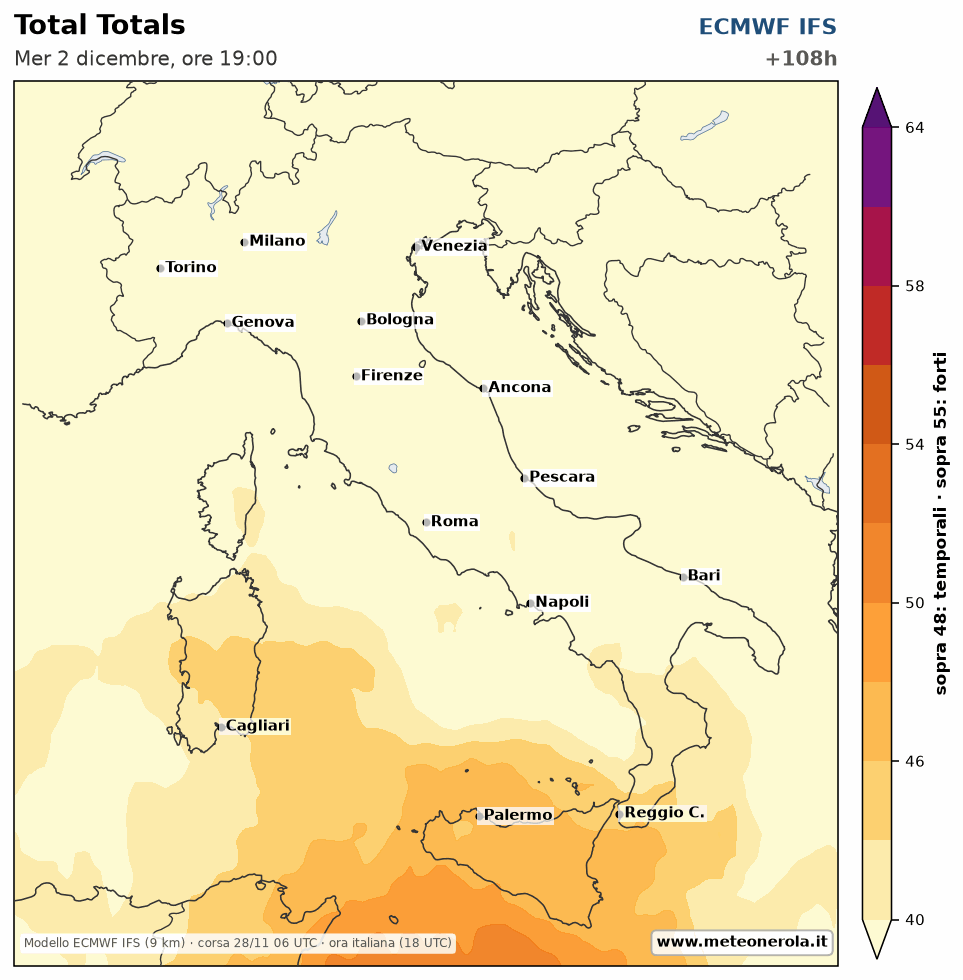 Total Totals
ECMWF IFS
Mer 2 dicembre, ore 19:00
+108h
64
58
54
50
46
40
sopra 48: temporali · sopra 55: forti
Milano
Venezia
Torino
Genova
Bologna
Firenze
Ancona
Pescara
Roma
Bari
Napoli
Cagliari
Palermo
Reggio C.
Modello ECMWF IFS (9 km) · corsa 28/11 06 UTC · ora italiana (18 UTC)
www.meteonerola.it